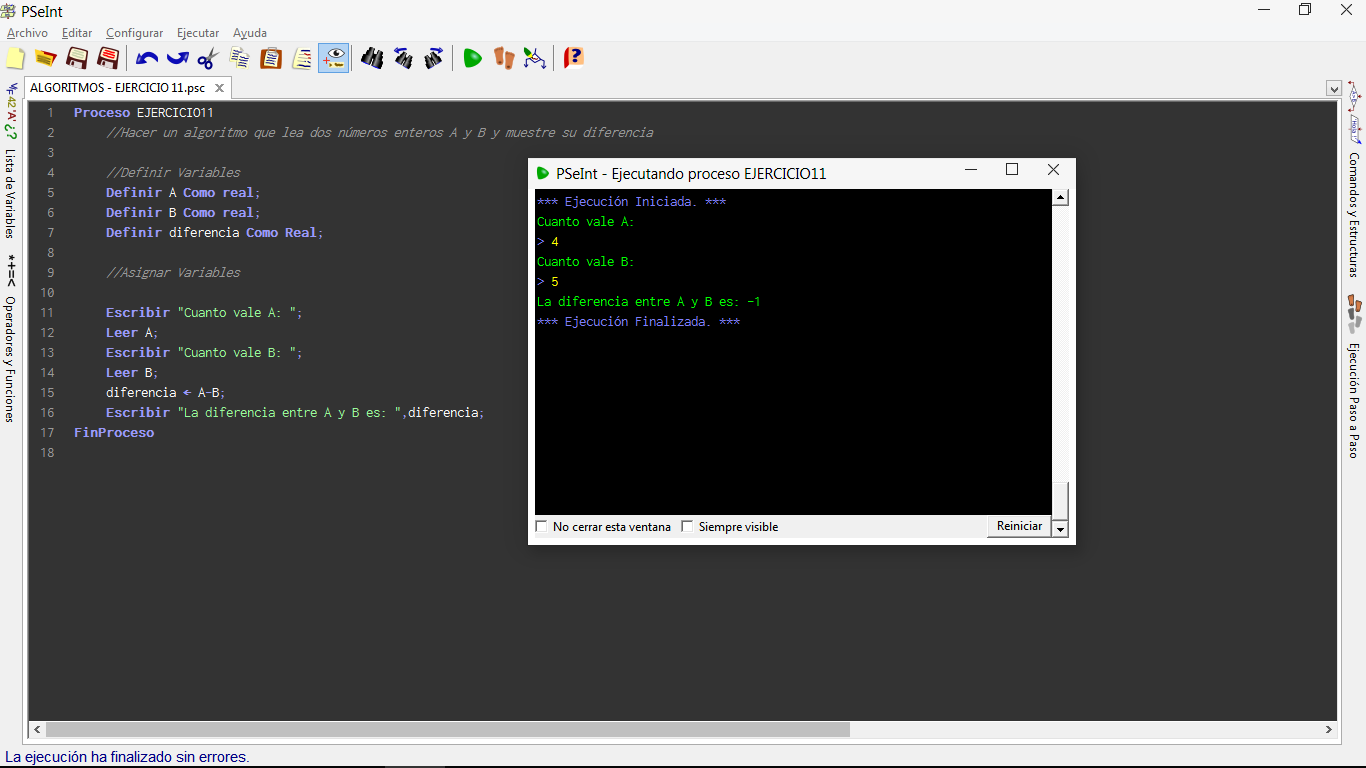 PSeInt
Archivo Editar Configurar Ejecutar Ayuda
ALGORITMOS - EJERCICIO 11.psc
1 Proceso EJERCICIO11
2 //Hacer un algoritmo que lea dos números enteros A y B y muestre su diferencia
3
4 //Definir Variables
5 Definir A Como real;
6 Definir B Como real;
7 Definir diferencia Como Real;
8
9 //Asignar Variables
10
11 Escribir "Cuanto vale A: ";
12 Leer A;
13 Escribir "Cuanto vale B: ";
14 Leer B;
15 diferencia ← A-B;
16 Escribir "La diferencia entre A y B es: ",diferencia;
17 FinProceso
18
PSeInt - Ejecutando proceso EJERCICIO11
*** Ejecución Iniciada. ***
Cuanto vale A:
> 4
Cuanto vale B:
> 5
La diferencia entre A y B es: -1
*** Ejecución Finalizada. ***
No cerrar esta ventana Siempre visible Reiniciar
42 'A' ¿?
Lista de Variables
*+=<
Operadores y Funciones
Comandos y Estructuras
Ejecución Paso a Paso
La ejecución ha finalizado sin errores.